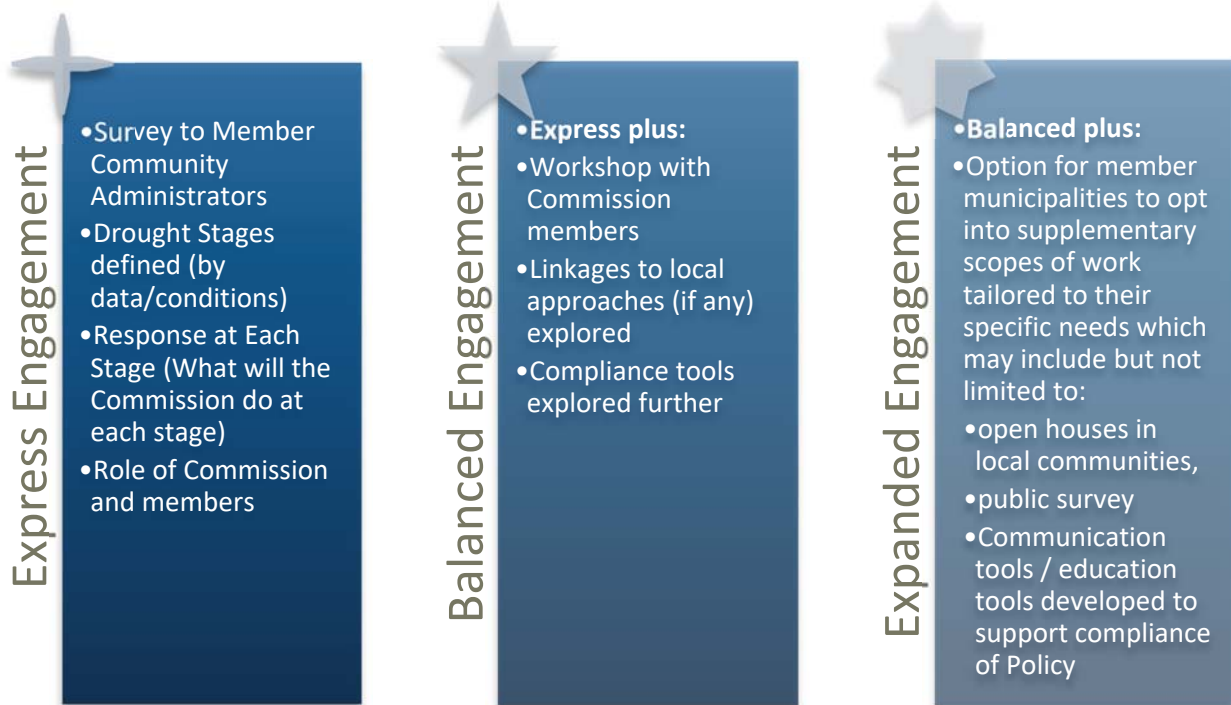 Express Engagement
•Survey to Member
Community
Administrators
•Drought Stages
defined (by
data/conditions)
•Response at Each
Stage (What will the
Commission do at
each stage)
•Role of Commission
and members
Balanced Engagement
•Express plus:
•Workshop with
Commission
members
•Linkages to local
approaches (if any)
explored
•Compliance tools
explored further
Expanded Engagement
•Balanced plus:
•Option for member
municipalities to opt
into supplementary
scopes of work
tailored to their
specific needs which
may include but not
limited to:
•open houses in
local communities,
•public survey
•Communication
tools / education
tools developed to
support compliance
of Policy